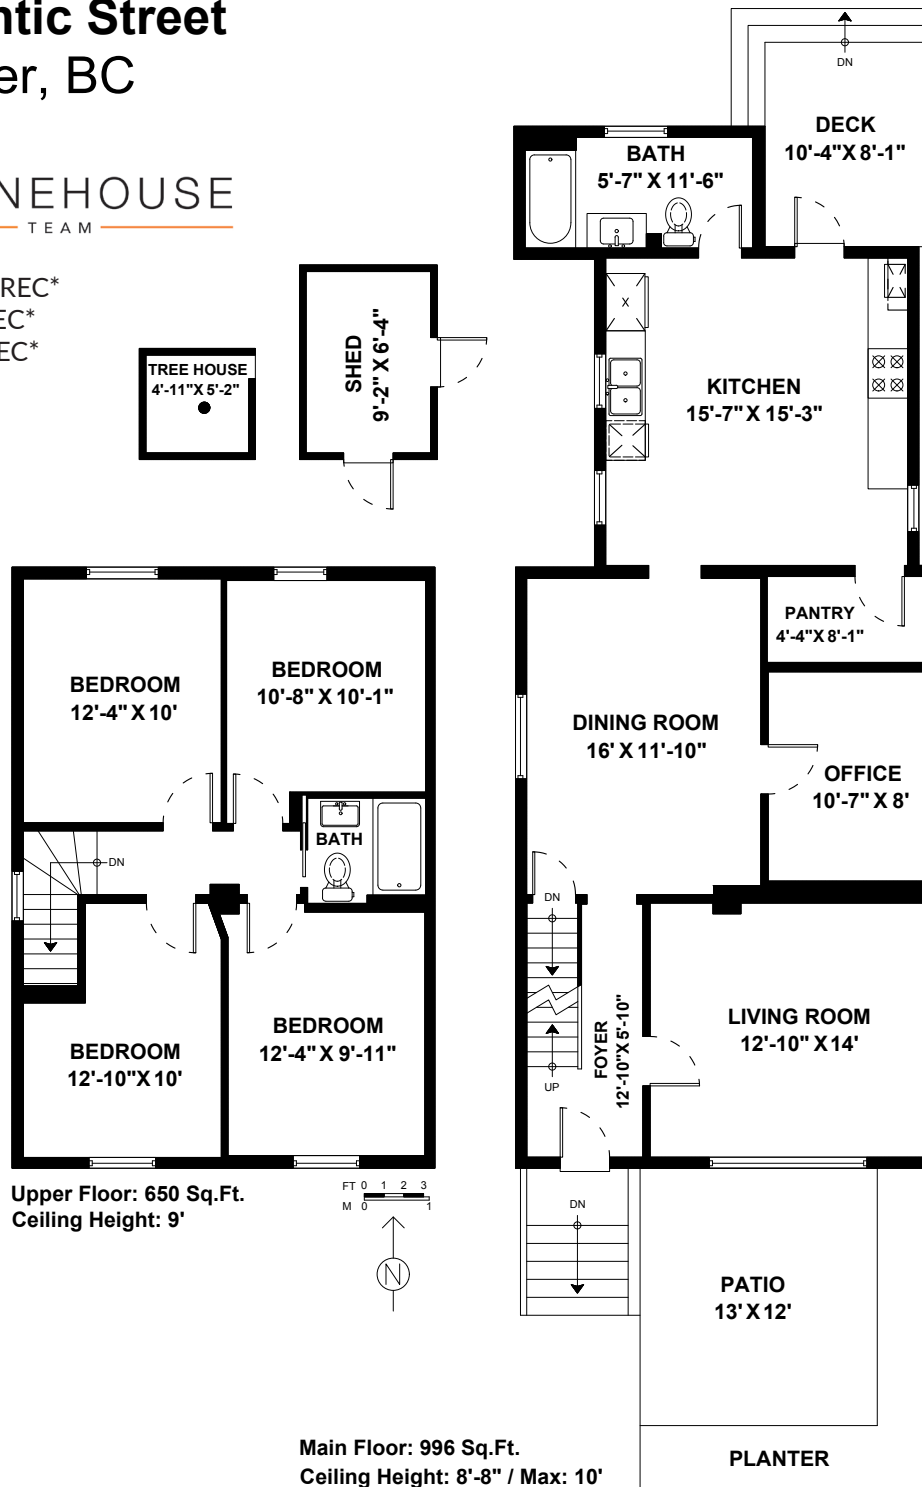 ntic Street
er, BC
NEHOUSE
TEAM
REC*
EC*
EC*
TREE HOUSE
4'-11" X 5'-2"
SHED
9'-2" X 6'-4"
DN
DECK
10'-4" X 8'-1"
BATH
5'-7" X 11'-6"
X
KITCHEN
15'-7" X 15'-3"
PANTRY
4'-4" X 8'-1"
DINING ROOM
16' X 11'-10"
OFFICE
10'-7" X 8'
DN
UP
FOYER
12'-10" X 5'-10"
LIVING ROOM
12'-10" X 14'
DN
PATIO
13' X 12'
PLANTER
BEDROOM
12'-4" X 10'
BEDROOM
10'-8" X 10'-1"
BATH
DN
BEDROOM
12'-10" X 10'
BEDROOM
12'-4" X 9'-11"
Upper Floor: 650 Sq.Ft.
Ceiling Height: 9'
FT 0 1 2 3
M 0 1
N
Main Floor: 996 Sq.Ft.
Ceiling Height: 8'-8" / Max: 10'